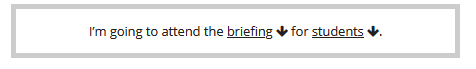 I'm going to attend the briefing 🡇 for students 🡇.